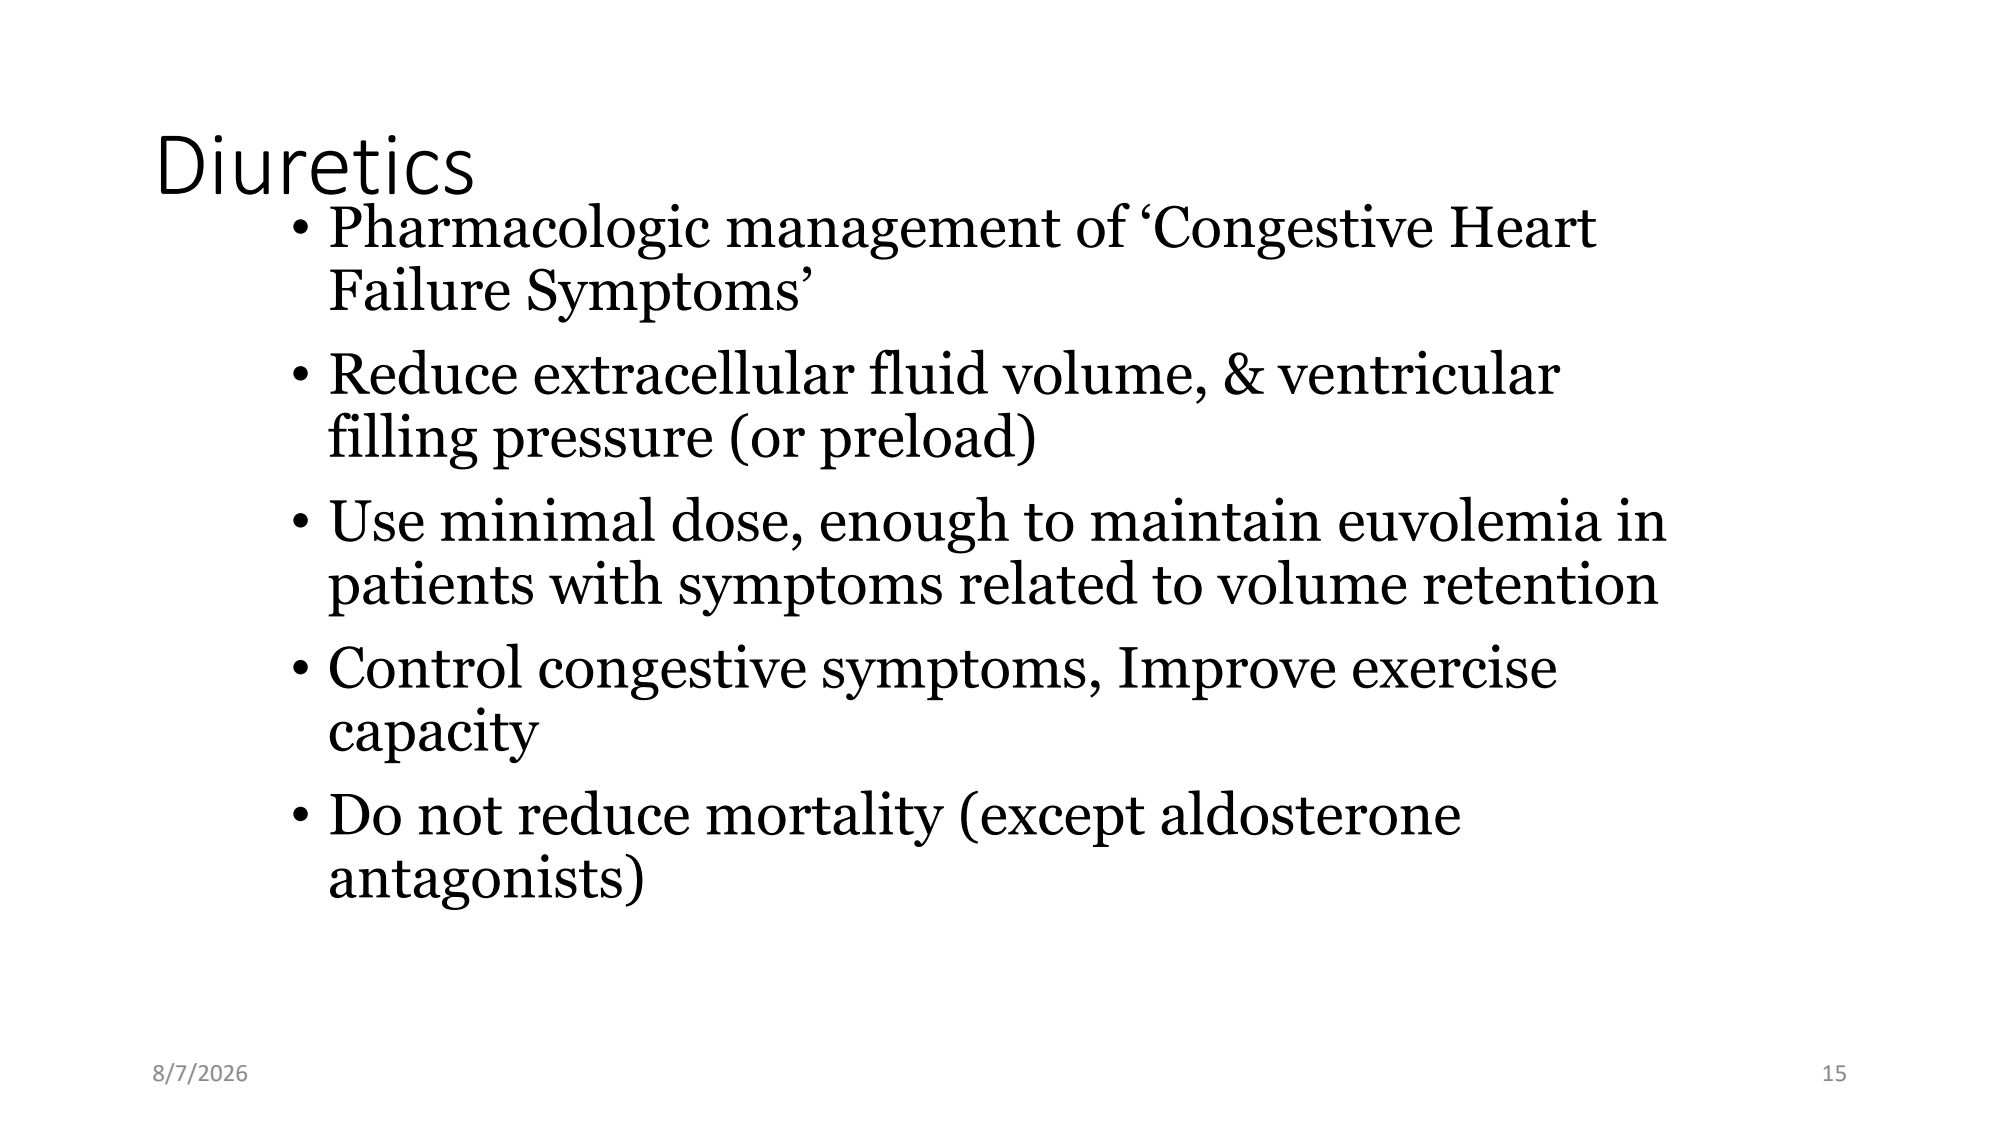 Diuretics
• Pharmacologic management of ‘Congestive Heart
Failure Symptoms’
• Reduce extracellular fluid volume, & ventricular
filling pressure (or preload)
• Use minimal dose, enough to maintain euvolemia in
patients with symptoms related to volume retention
• Control congestive symptoms, Improve exercise
capacity
• Do not reduce mortality (except aldosterone
antagonists)
8/7/2026
15